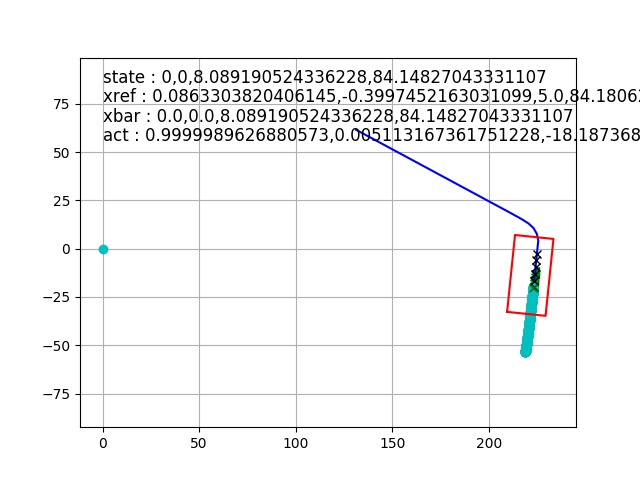 state : 0,0,8.089190524336228,84.14827043331107
xref : 0.0863303820406145,-0.3997452163031099,5.0,84.1806
xbar : 0.0,0.0,8.089190524336228,84.14827043331107
act : 0.9999989626880573,0.005113167361751228,-18.187368
75
50
25
0
−25
−50
−75
0 50 100 150 200